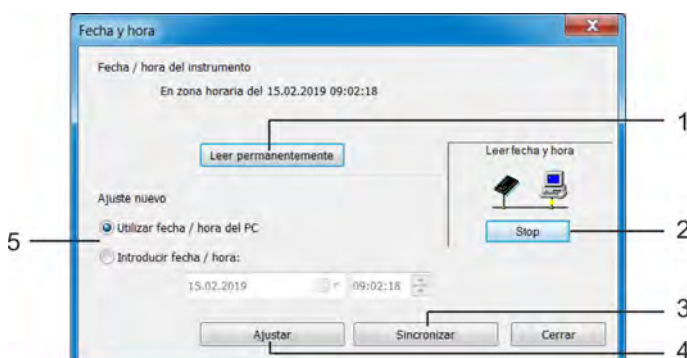 Fecha y hora
Fecha / hora del instrumento
En zona horaria del 15.02.2019 09:02:18
1
Leer permanentemente
Leer fecha y hora
Ajuste nuevo
Utilizar fecha / hora del PC
Stop
2
5
Introducir fecha / hora:
15.02.2019
09:02:18
3
Ajustar
Sincronizar
Cerrar
4